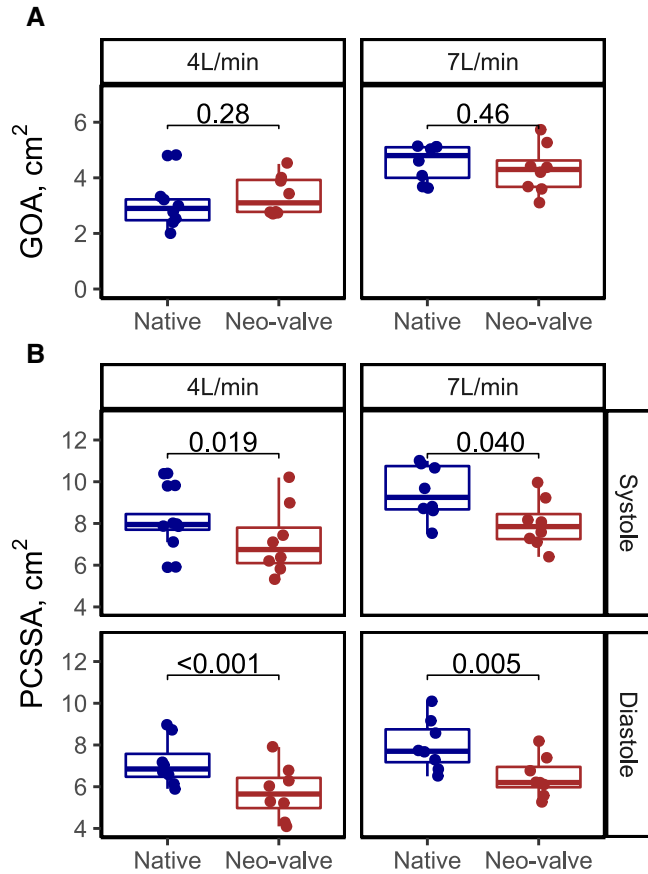 A
4L/min 7L/min
6
4
2
0
GOA, cm²
0.28 0.46
Native Neo-valve Native Neo-valve
B
4L/min 7L/min
12
10
8
6
4
0.019 0.040
Systole
PCSSA, cm²
12
10
8
6
4
<0.001 0.005
Diastole
Native Neo-valve Native Neo-valve